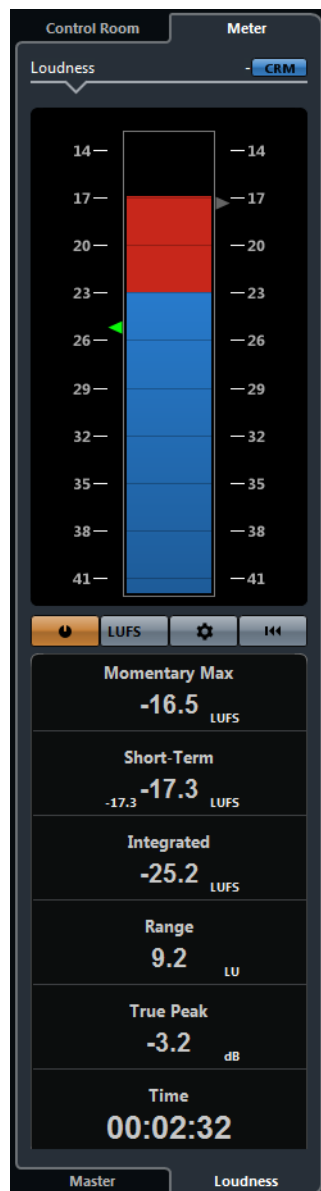 Control Room Meter
Loudness - CRM
14 14
17 17
20 20
23 23
26 26
29 29
32 32
35 35
38 38
41 41
LUFS
Momentary Max
-16.5 LUFS
Short-Term
-17.3 -17.3 LUFS
Integrated
-25.2 LUFS
Range
9.2 LU
True Peak
-3.2 dB
Time
00:02:32
Master Loudness